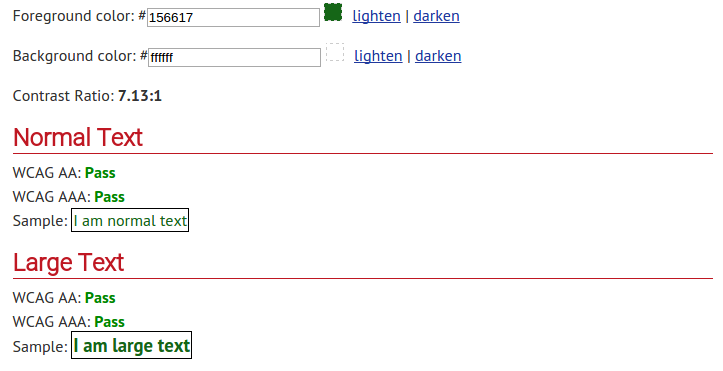 Foreground color: #156617 lighten | darken
Background color: #ffffff lighten | darken
Contrast Ratio: 7.13:1
Normal Text
WCAG AA: Pass
WCAG AAA: Pass
Sample: I am normal text
Large Text
WCAG AA: Pass
WCAG AAA: Pass
Sample: I am large text